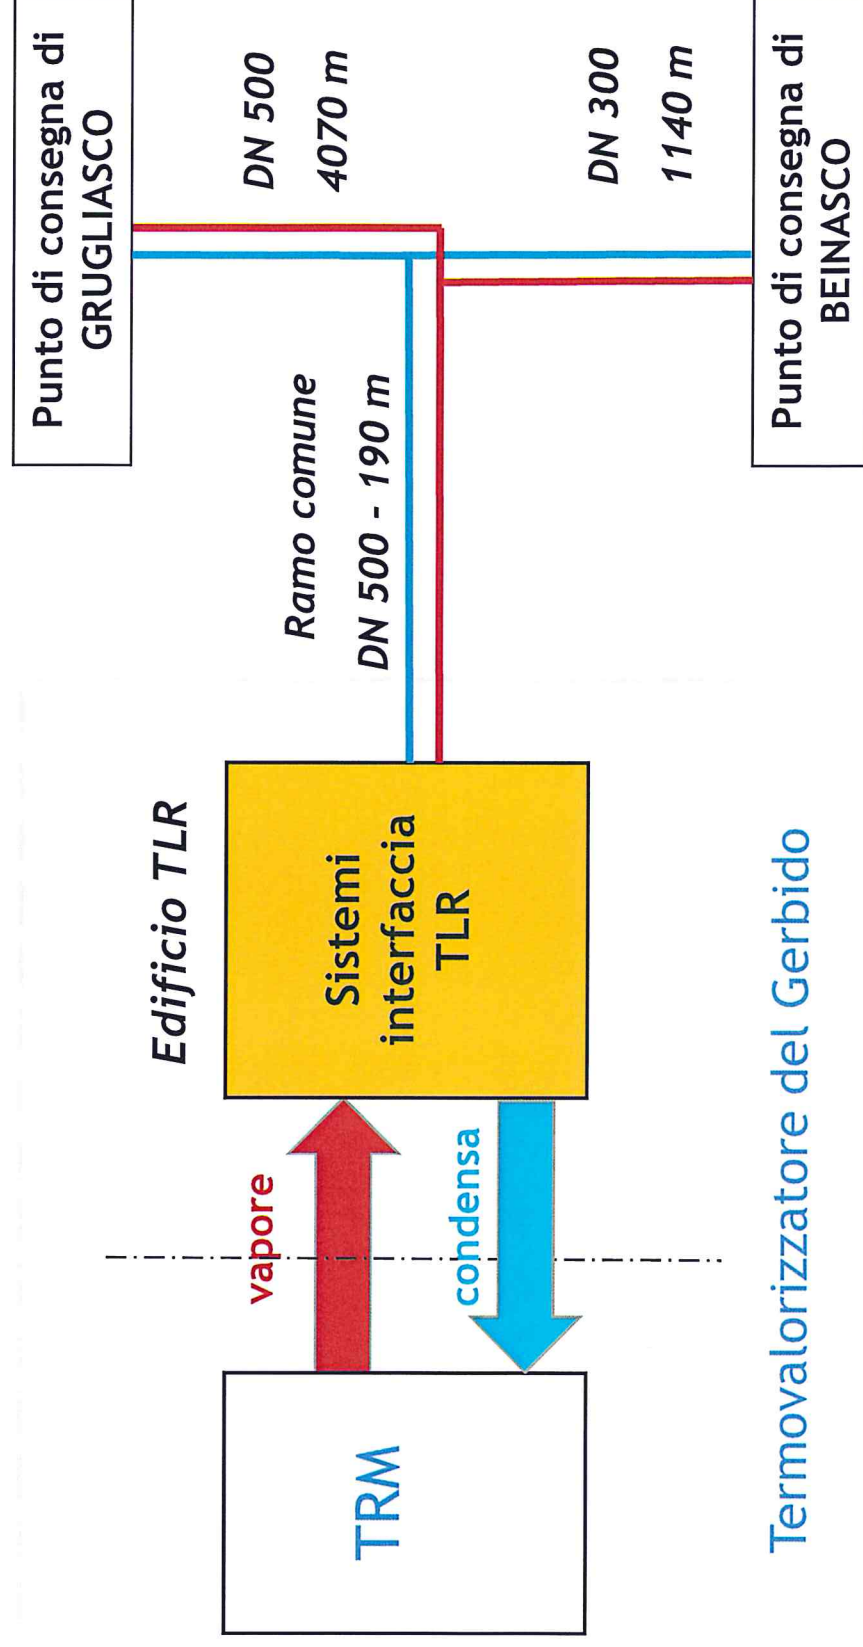 TRM
Termovalorizzatore del Gerbido
vapore
condensa
Edificio TLR
Sistemi
interfaccia
TLR
Ramo comune
DN 500 - 190 m
Punto di consegna di
GRUGLIASCO
DN 500
4070 m
DN 300
1140 m
Punto di consegna di
BEINASCO